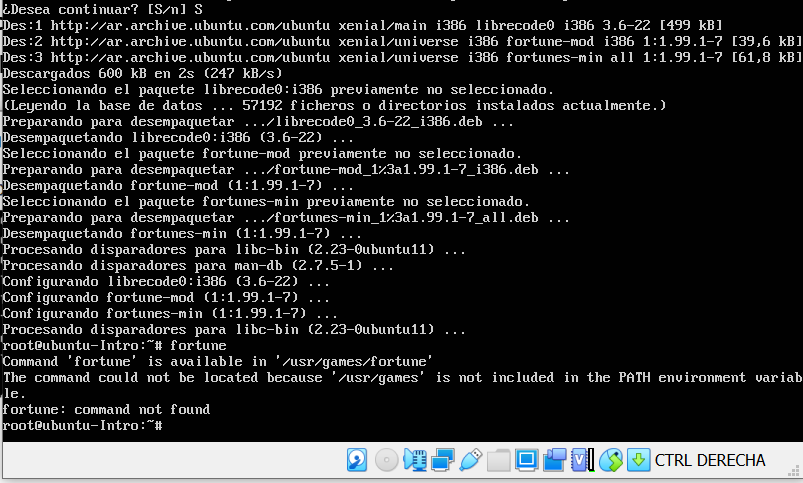 ¿Desea continuar? [S/n] S
Des:1 http://ar.archive.ubuntu.com/ubuntu xenial/main i386 librecode0 i386 3.6-22 [499 kB]
Des:2 http://ar.archive.ubuntu.com/ubuntu xenial/universe i386 fortune-mod i386 1:1.99.1-7 [39,6 kB]
Des:3 http://ar.archive.ubuntu.com/ubuntu xenial/universe i386 fortunes-min all 1:1.99.1-7 [61,8 kB]
Descargados 600 kB en 2s (247 kB/s)
Seleccionando el paquete librecode0:i386 previamente no seleccionado.
(Leyendo la base de datos ... 57192 ficheros o directorios instalados actualmente.)
Preparando para desempaquetar .../librecode0_3.6-22_i386.deb ...
Desempaquetando librecode0:i386 (3.6-22) ...
Seleccionando el paquete fortune-mod previamente no seleccionado.
Preparando para desempaquetar .../fortune-mod_1%3a1.99.1-7_i386.deb ...
Desempaquetando fortune-mod (1:1.99.1-7) ...
Seleccionando el paquete fortunes-min previamente no seleccionado.
Preparando para desempaquetar .../fortunes-min_1%3a1.99.1-7_all.deb ...
Desempaquetando fortunes-min (1:1.99.1-7) ...
Procesando disparadores para libc-bin (2.23-0ubuntu11) ...
Procesando disparadores para man-db (2.7.5-1) ...
Configurando librecode0:i386 (3.6-22) ...
Configurando fortune-mod (1:1.99.1-7) ...
Configurando fortunes-min (1:1.99.1-7) ...
Procesando disparadores para libc-bin (2.23-0ubuntu11) ...
root@ubuntu-Intro:~# fortune
Command 'fortune' is available in '/usr/games/fortune'
The command could not be located because '/usr/games' is not included in the PATH environment variab
le.
fortune: command not found
root@ubuntu-Intro:~#
CTRL DERECHA